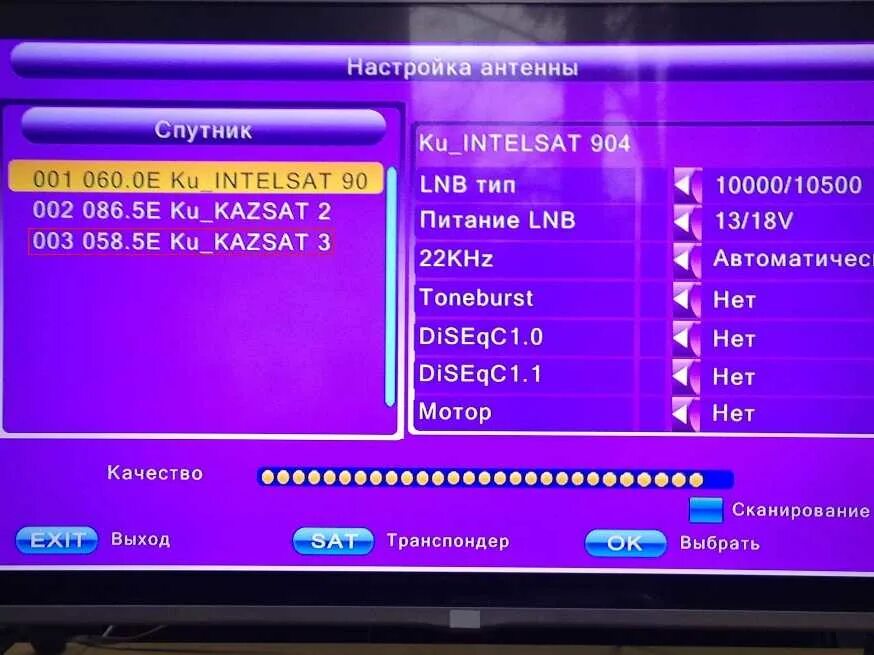 Настройка антенны
Спутник
001 060.0E Ku_INTELSAT 90
002 086.5E Ku_KAZSAT 2
003 058.5E Ku_KAZSAT 3
Ku_INTELSAT 904
LNB тип 10000/10500
Питание LNB 13/18V
22KHz Автоматичес
Toneburst Нет
DiSEqC1.0 Нет
DiSEqC1.1 Нет
Мотор Нет
Качество
Сканирование
EXIT Выход SAT Транспондер OK Выбрать